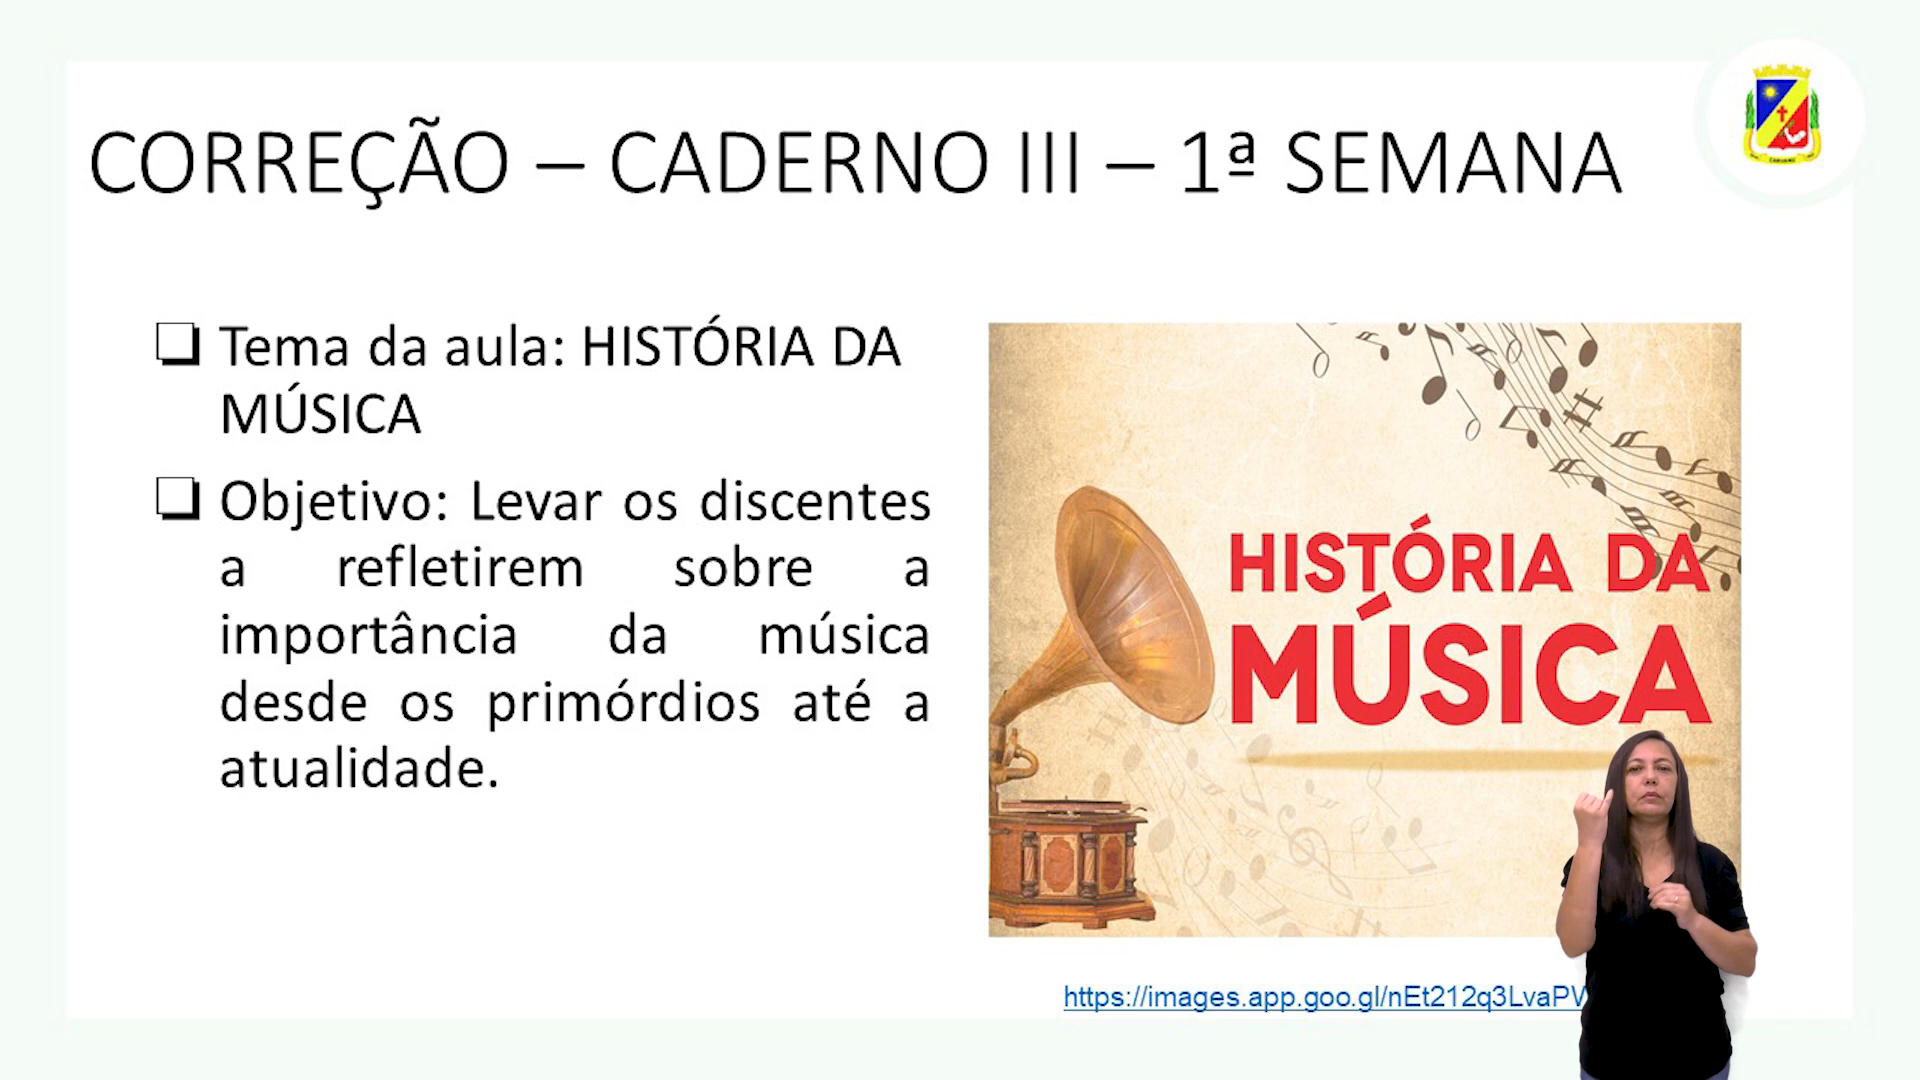 CORREÇÃO – CADERNO III – 1ª SEMANA
Tema da aula: HISTÓRIA DA
MÚSICA
Objetivo: Levar os discentes
a refletirem sobre a
importância da música
desde os primórdios até a
atualidade.
HISTÓRIA DA
MÚSICA
https://images.app.goo.gl/nEt212q3LvaPV